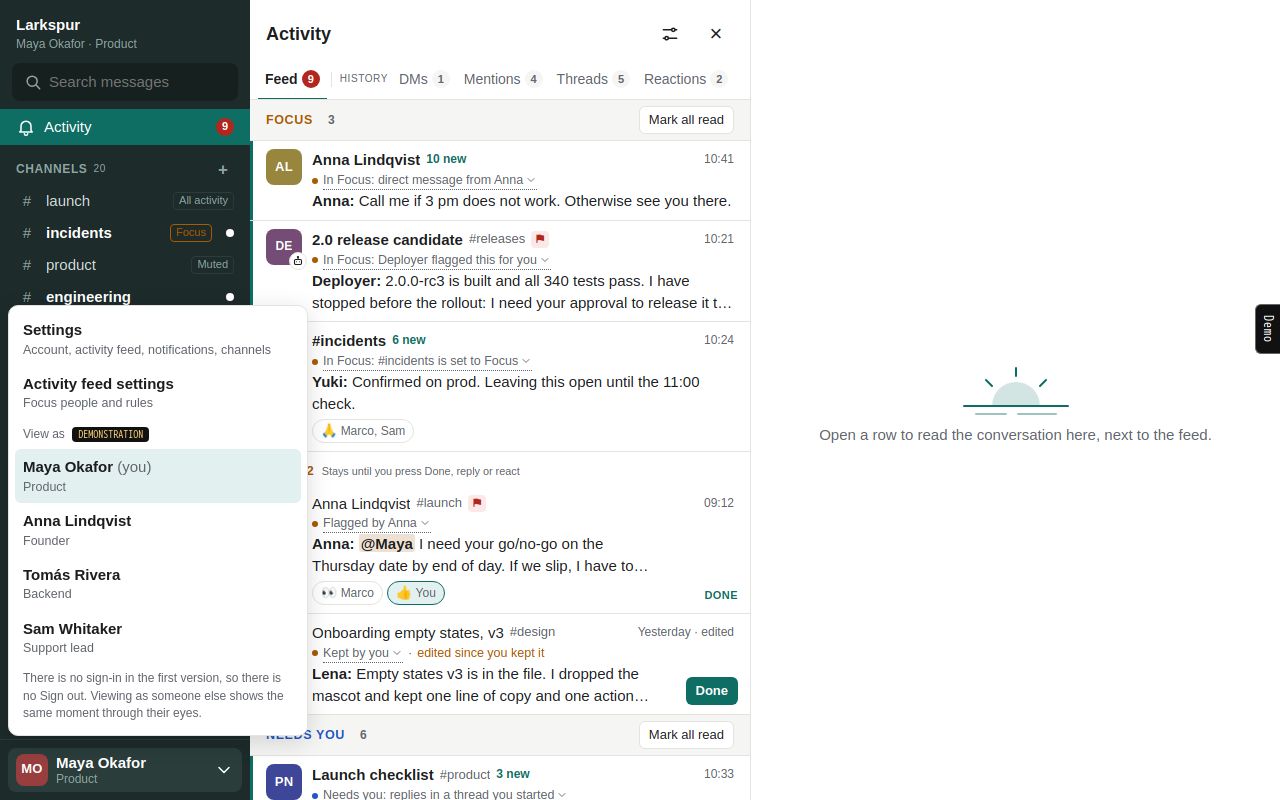 Larkspur
Maya Okafor · Product
Search messages
Activity 9
CHANNELS 20 +
# launch All activity
# incidents Focus
# product Muted
# engineering
Settings
Account, activity feed, notifications, channels
Activity feed settings
Focus people and rules
View as DEMONSTRATION
Maya Okafor (you)
Product
Anna Lindqvist
Founder
Tomás Rivera
Backend
Sam Whitaker
Support lead
There is no sign-in in the first version, so there is
no Sign out. Viewing as someone else shows the
same moment through their eyes.
MO Maya Okafor
Product
Activity
Feed 9 HISTORY DMs 1 Mentions 4 Threads 5 Reactions 2
FOCUS 3 Mark all read
AL Anna Lindqvist 10 new 10:41
In Focus: direct message from Anna
Anna: Call me if 3 pm does not work. Otherwise see you there.
DE 2.0 release candidate #releases 10:21
In Focus: Deployer flagged this for you
Deployer: 2.0.0-rc3 is built and all 340 tests pass. I have
stopped before the rollout: I need your approval to release it t…
#incidents 6 new 10:24
In Focus: #incidents is set to Focus
Yuki: Confirmed on prod. Leaving this open until the 11:00
check.
🙏 Marco, Sam
2 Stays until you press Done, reply or react
Anna Lindqvist #launch 09:12
Flagged by Anna
Anna: @Maya I need your go/no-go on the
Thursday date by end of day. If we slip, I have to…
👀 Marco 👍 You DONE
Onboarding empty states, v3 #design Yesterday · edited
Kept by you · edited since you kept it
Lena: Empty states v3 is in the file. I dropped the
mascot and kept one line of copy and one action…
Done
NEEDS YOU 6 Mark all read
PN Launch checklist #product 3 new 10:33
Needs you: replies in a thread you started
Open a row to read the conversation here, next to the feed.
Demo